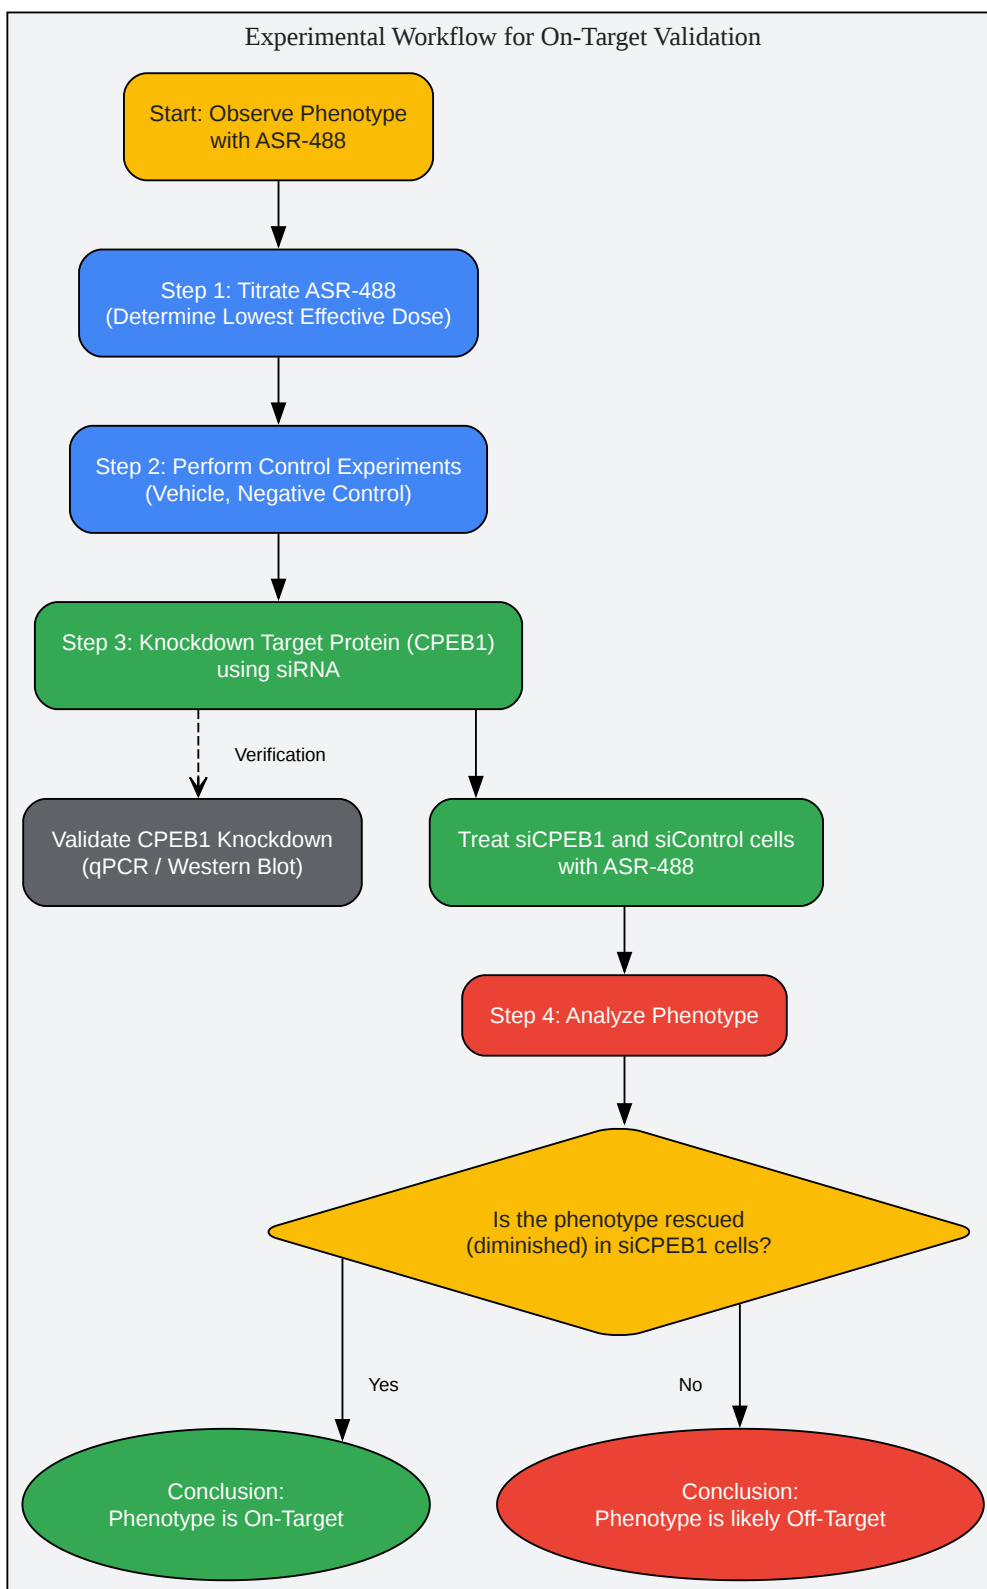 Experimental Workflow for On-Target Validation
Start: Observe Phenotype
with ASR-488
Step 1: Titrate ASR-488
(Determine Lowest Effective Dose)
Step 2: Perform Control Experiments
(Vehicle, Negative Control)
Step 3: Knockdown Target Protein (CPEB1)
using siRNA
Verification
Validate CPEB1 Knockdown
(qPCR / Western Blot)
Treat siCPEB1 and siControl cells
with ASR-488
Step 4: Analyze Phenotype
Is the phenotype rescued
(diminished) in siCPEB1 cells?
Yes
No
Conclusion:
Phenotype is On-Target
Conclusion:
Phenotype is likely Off-Target